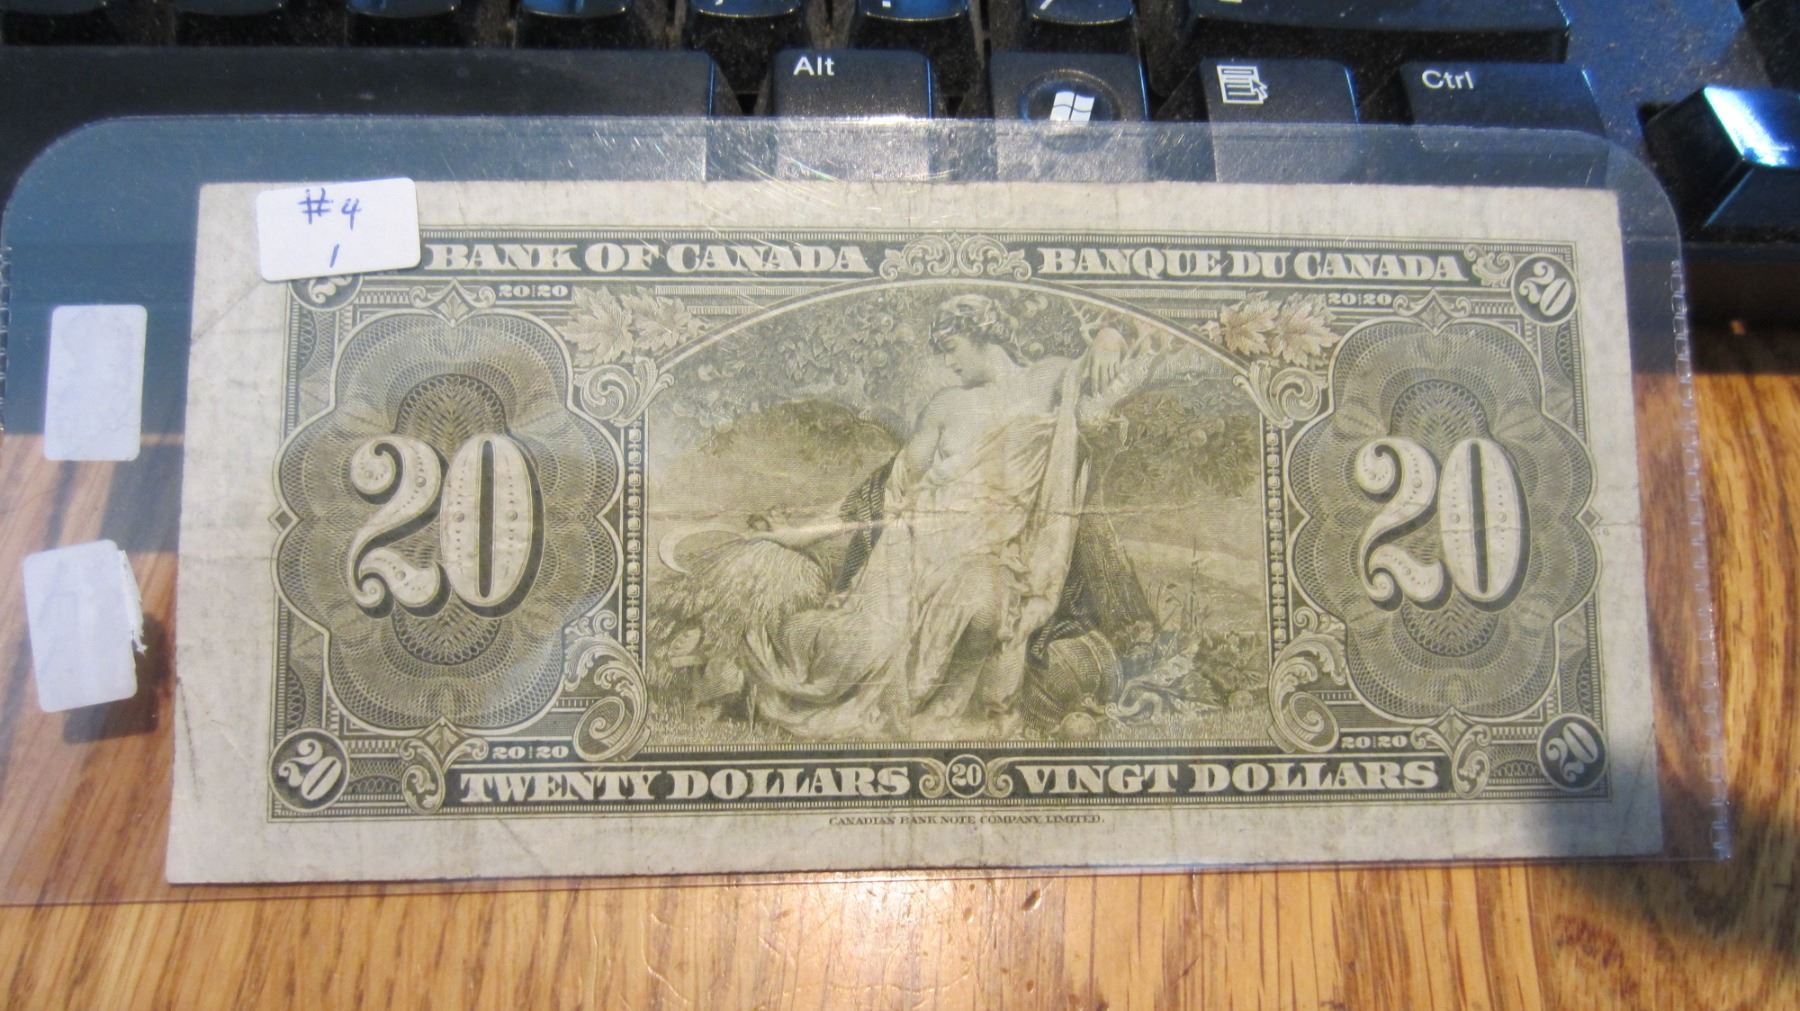 Alt
Ctrl
#4
1
BANK OF CANADA BANQUE DU CANADA
20 20|20 20|20 20
20 20
20|20 20|20
20 TWENTY DOLLARS 20 VINGT DOLLARS 20
CANADIAN BANK NOTE COMPANY, LIMITED.